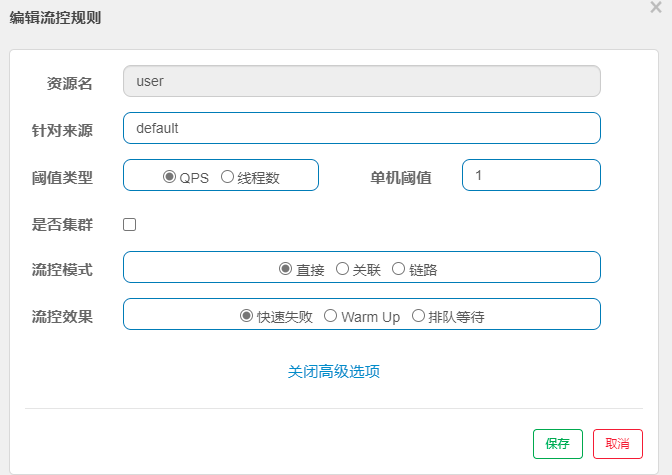 编辑流控规则
资源名 user
针对来源 default
阈值类型 QPS 线程数 单机阈值 1
是否集群
流控模式 直接 关联 链路
流控效果 快速失败 Warm Up 排队等待
关闭高级选项
保存 取消